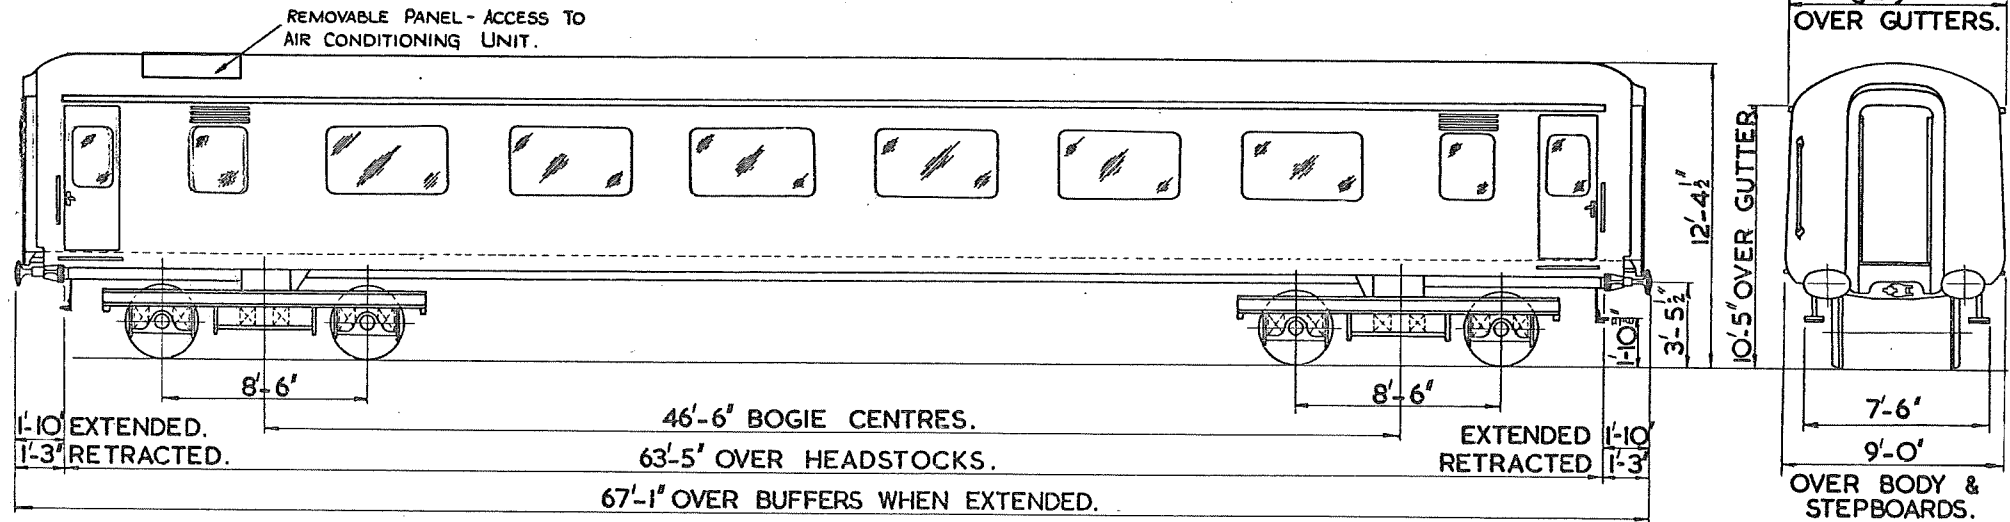 REMOVABLE PANEL - ACCESS TO
AIR CONDITIONING UNIT.
OVER GUTTERS.
12'-4½"
10'-5" OVER GUTTER
3'-5½"
1'-10"
8'-6"
8'-6"
7'-6"
1'-10" EXTENDED.
46'-6" BOGIE CENTRES.
EXTENDED 1'-10"
1'-3" RETRACTED.
63'-5" OVER HEADSTOCKS.
RETRACTED 1'-3"
9'-0"
OVER BODY &
STEPBOARDS.
67'-1" OVER BUFFERS WHEN EXTENDED.